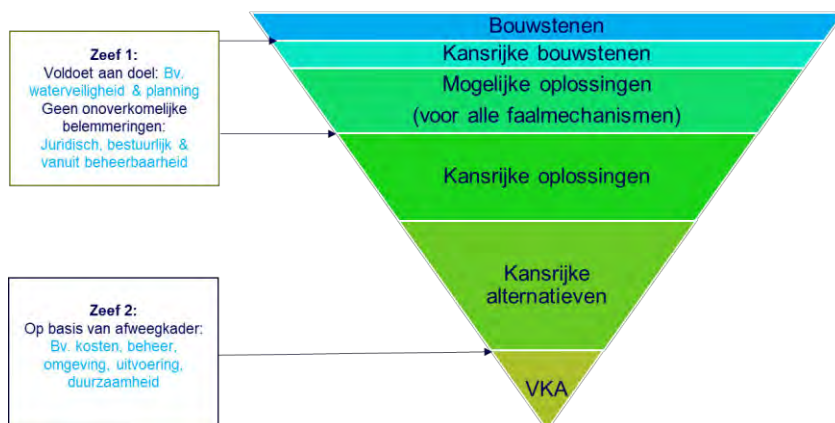 Zeef 1:
Voldoet aan doel: Bv.
waterveiligheid & planning
Geen onoverkomelijke
belemmeringen:
Juridisch, bestuurlijk &
vanuit beheerbaarheid
Zeef 2:
Op basis van afweegkader:
Bv. kosten, beheer,
omgeving, uitvoering,
duurzaamheid
Bouwstenen
Kansrijke bouwstenen
Mogelijke oplossingen
(voor alle faalmechanismen)
Kansrijke oplossingen
Kansrijke
alternatieven
VKA